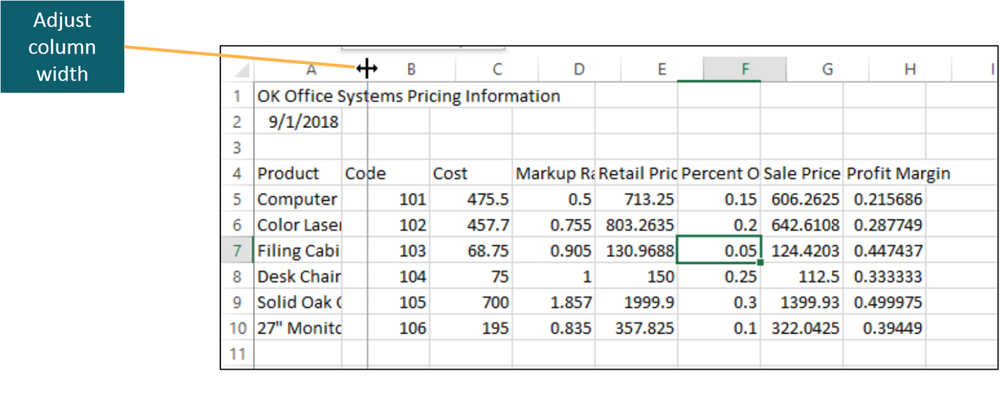 Adjust
column
width
A B C D E F G H I
1 OK Office Systems Pricing Information
2 9/1/2018
3
4 Product Code Cost Markup Ra Retail Pric Percent O Sale Price Profit Margin
5 Computer 101 475.5 0.5 713.25 0.15 606.2625 0.215686
6 Color Laser 102 457.7 0.755 803.2635 0.2 642.6108 0.287749
7 Filing Cabi 103 68.75 0.905 130.9688 0.05 124.4203 0.447437
8 Desk Chair 104 75 1 150 0.25 112.5 0.333333
9 Solid Oak 105 700 1.857 1999.9 0.3 1399.93 0.499975
10 27" Monito 106 195 0.835 357.825 0.1 322.0425 0.39449
11